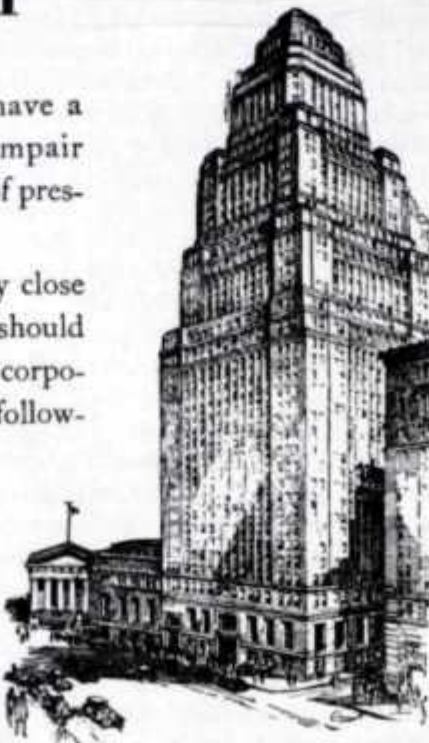 have a
mpair
f pres-
y close
should
corpo-
follow-